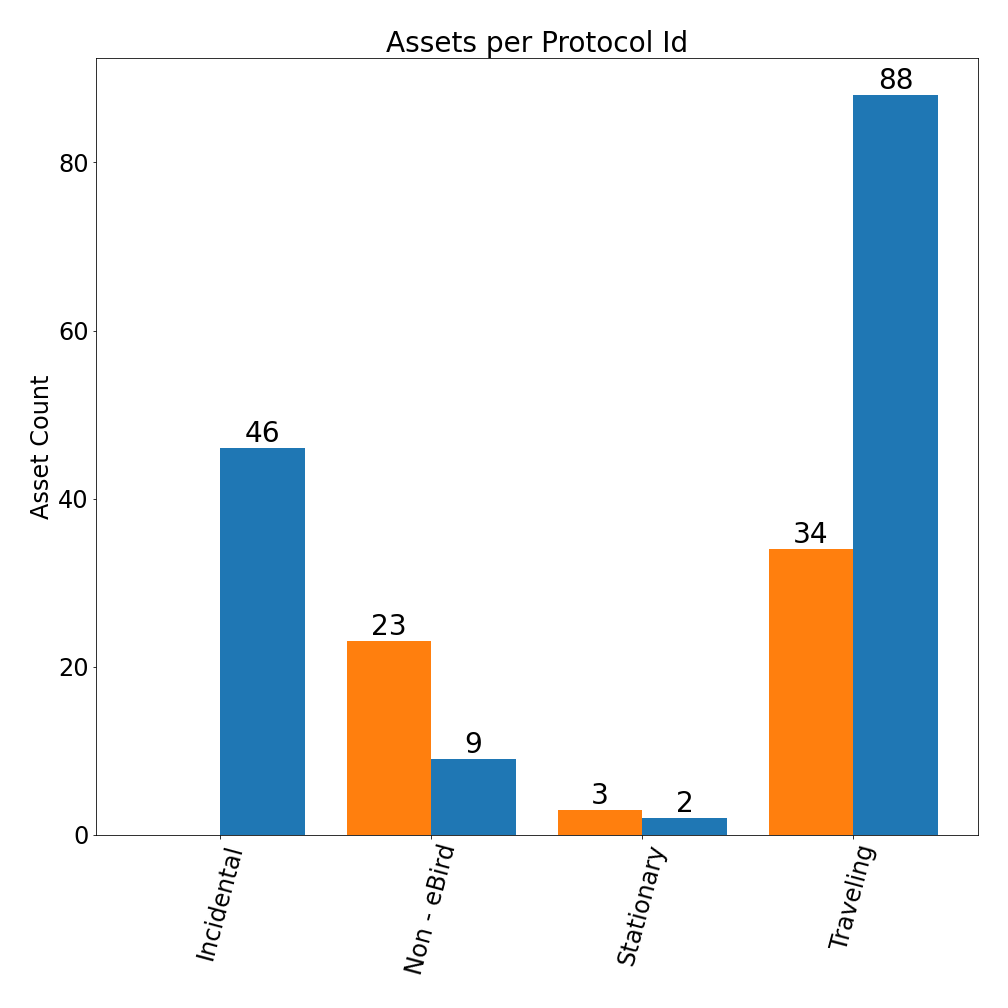 Assets per Protocol Id
88
80
60
Asset Count
46
40
34
23
20
9
3
2
0
Incidental
Non - eBird
Stationary
Traveling